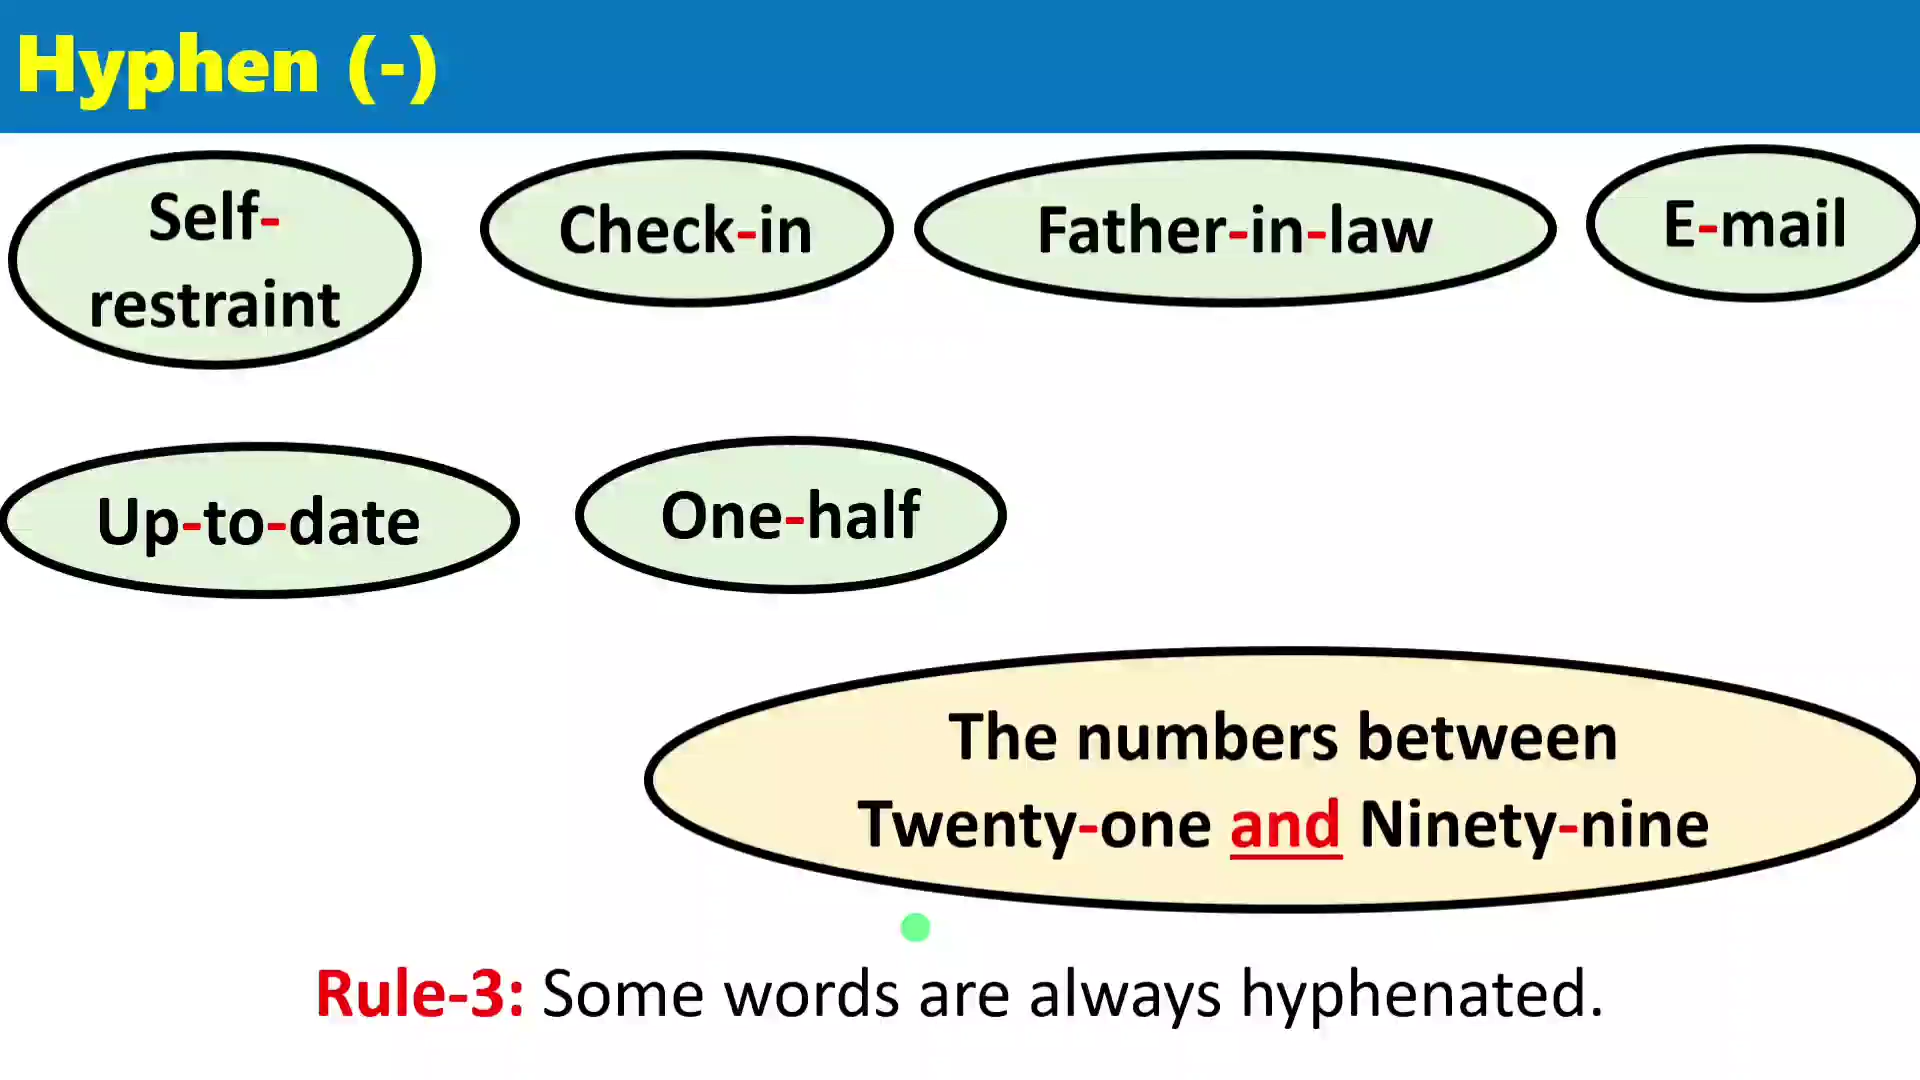 Hyphen (-)
Self-
restraint
Check-in
Father-in-law
E-mail
Up-to-date
One-half
The numbers between
Twenty-one and Ninety-nine
Rule-3: Some words are always hyphenated.